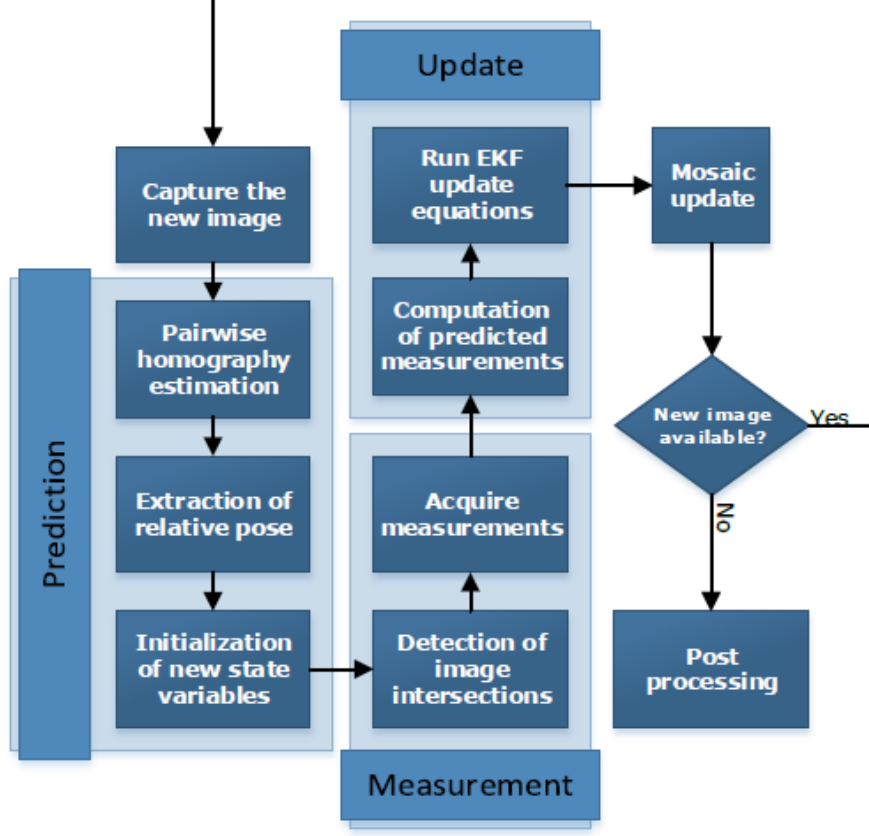 Capture the
new image
Prediction
Pairwise
homography
estimation
Extraction of
relative pose
Initialization
of new state
variables
Update
Run EKF
update
equations
Computation
of predicted
measurements
Acquire
measurements
Detection of
image
intersections
Measurement
Mosaic
update
New image
available?
Yes
No
Post
processing